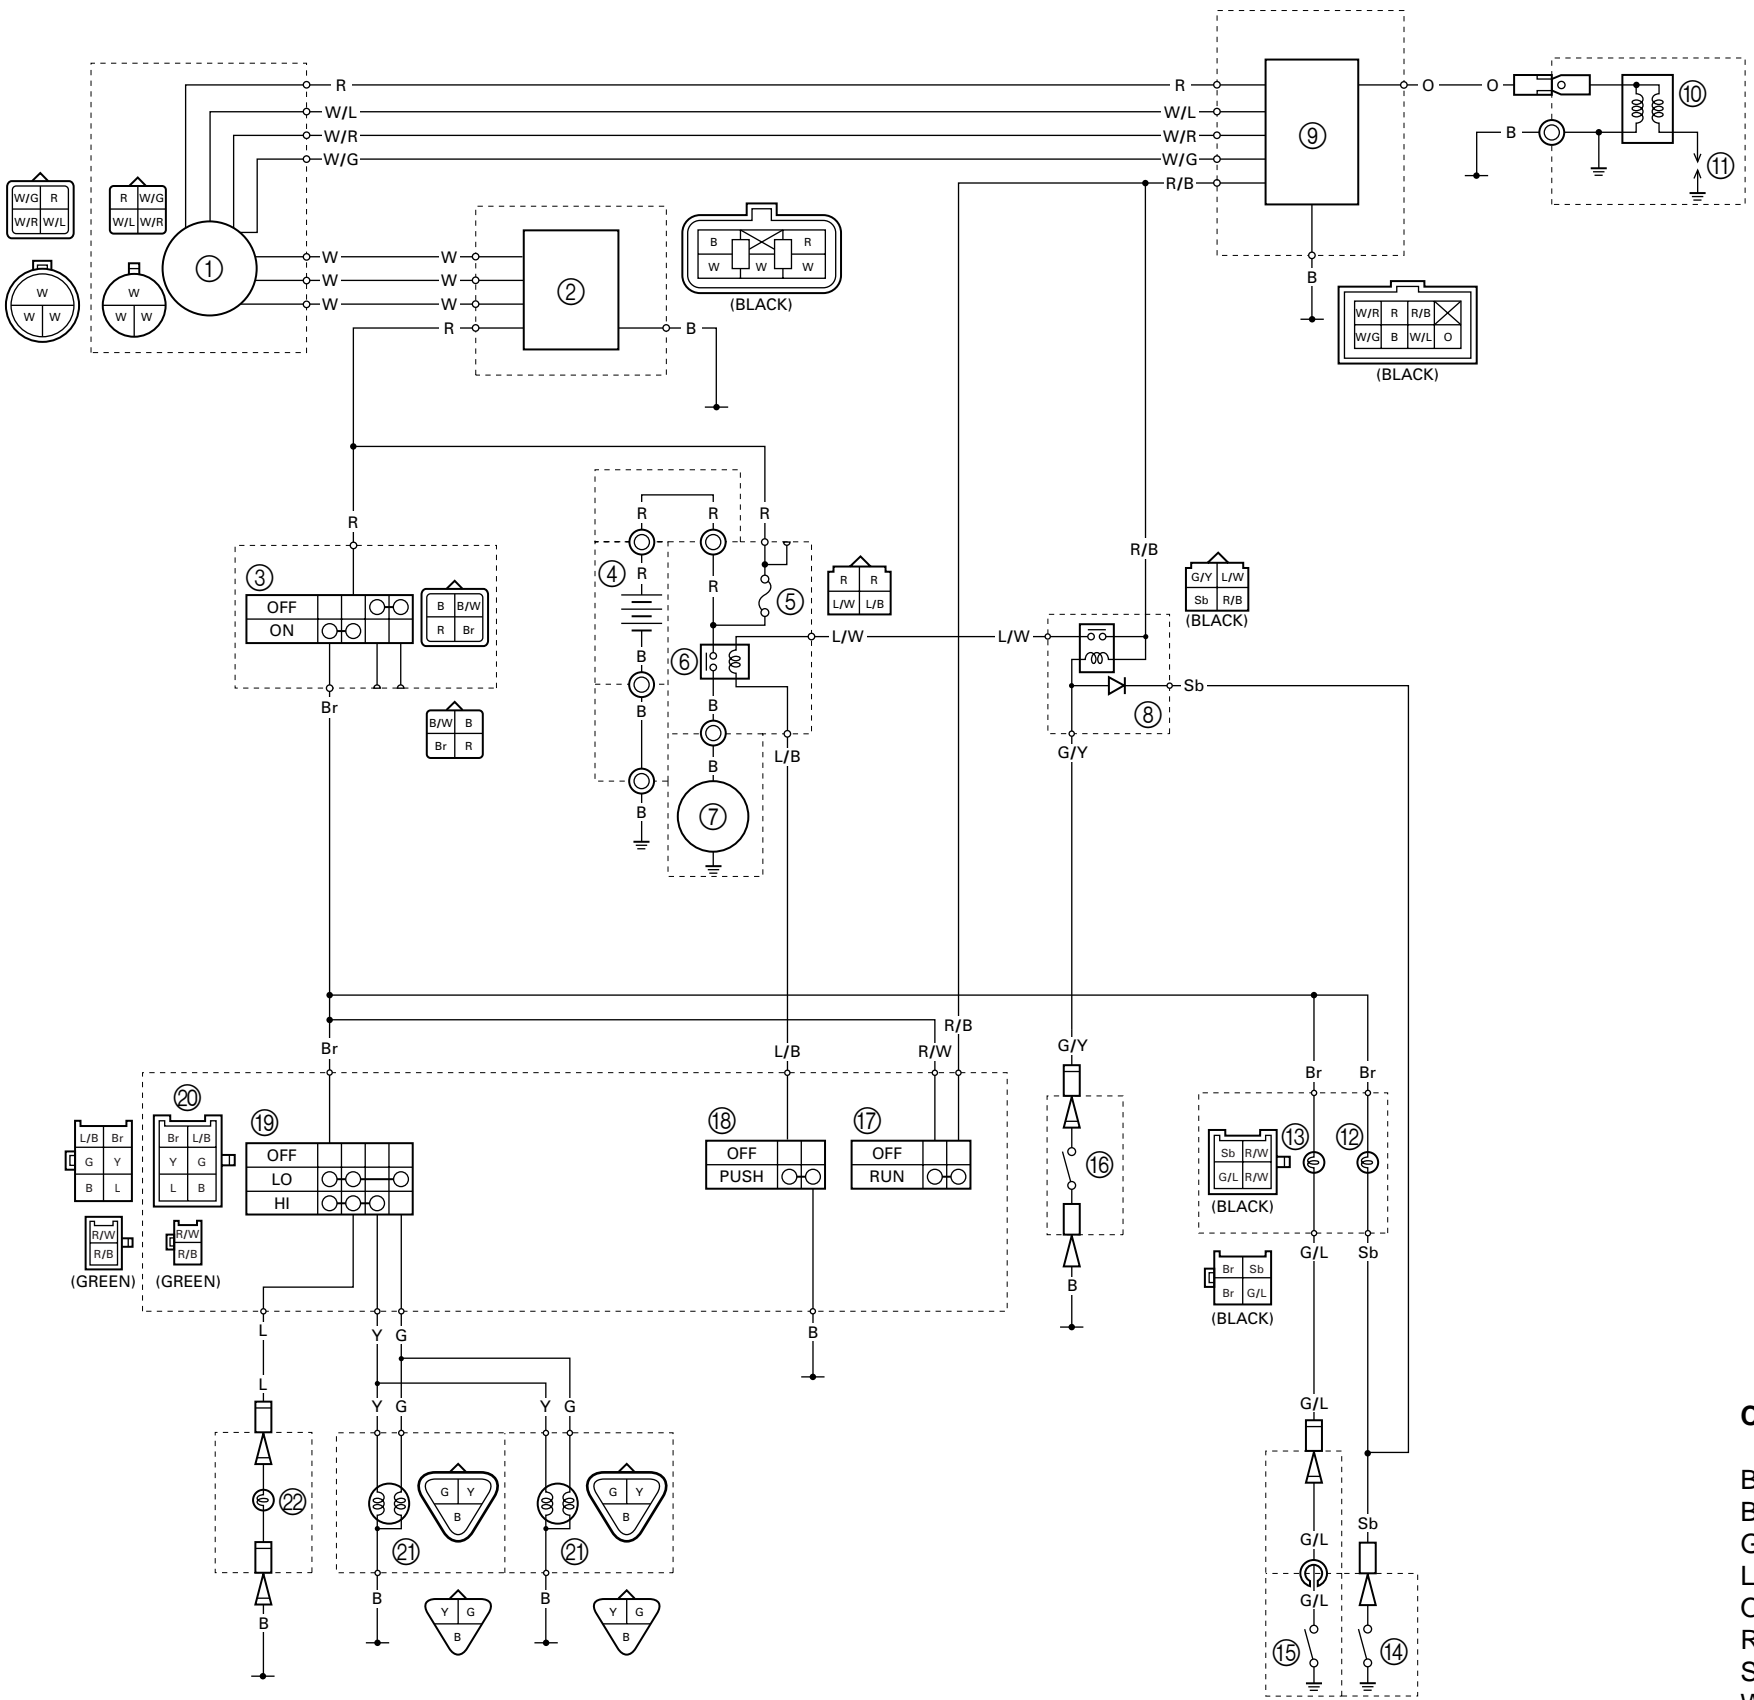 R R O O ⑩
W/L W/L
W/R W/R ⑨ B
W/G W/G ⑪
R/B
W/G R
W/R W/L
R W/G
W/L W/R
①
W W
W W
W W
R ② B
W
W W
W
W W
B R
W W W
(BLACK)
B
W/R R R/B
W/G B W/L O
(BLACK)
R
R R R
③
OFF
ON
B B/W
R Br
Br
B/W B
Br R
④ R R ⑤
R R
L/W L/B
B ⑥ L/W L/W
B B
L/B
B
B ⑦
R/B
G/Y L/W
Sb R/B
(BLACK)
Sb
⑧
G/Y
Br L/B R/W R/B G/Y
Br Br
⑳ ⑲ ⑱ ⑰
L/B Br
G Y
B L
Br L/B
Y G
L B
OFF
LO
HI
OFF
PUSH
OFF
RUN
⑯
R/W
R/B
(GREEN)
R/W
R/B
(GREEN)
⑬ ⑫
Sb R/W
G/L R/W
(BLACK)
G/L Sb
Br Sb
Br G/L
(BLACK)
B
L Y G B
L Y G Y G
㉒
G Y
B
㉑
G Y
B
㉑
B B B
Y G
B
Y G
B
G/L
G/L Sb
G/L
⑮ ⑭
B
B
G
L
R
S